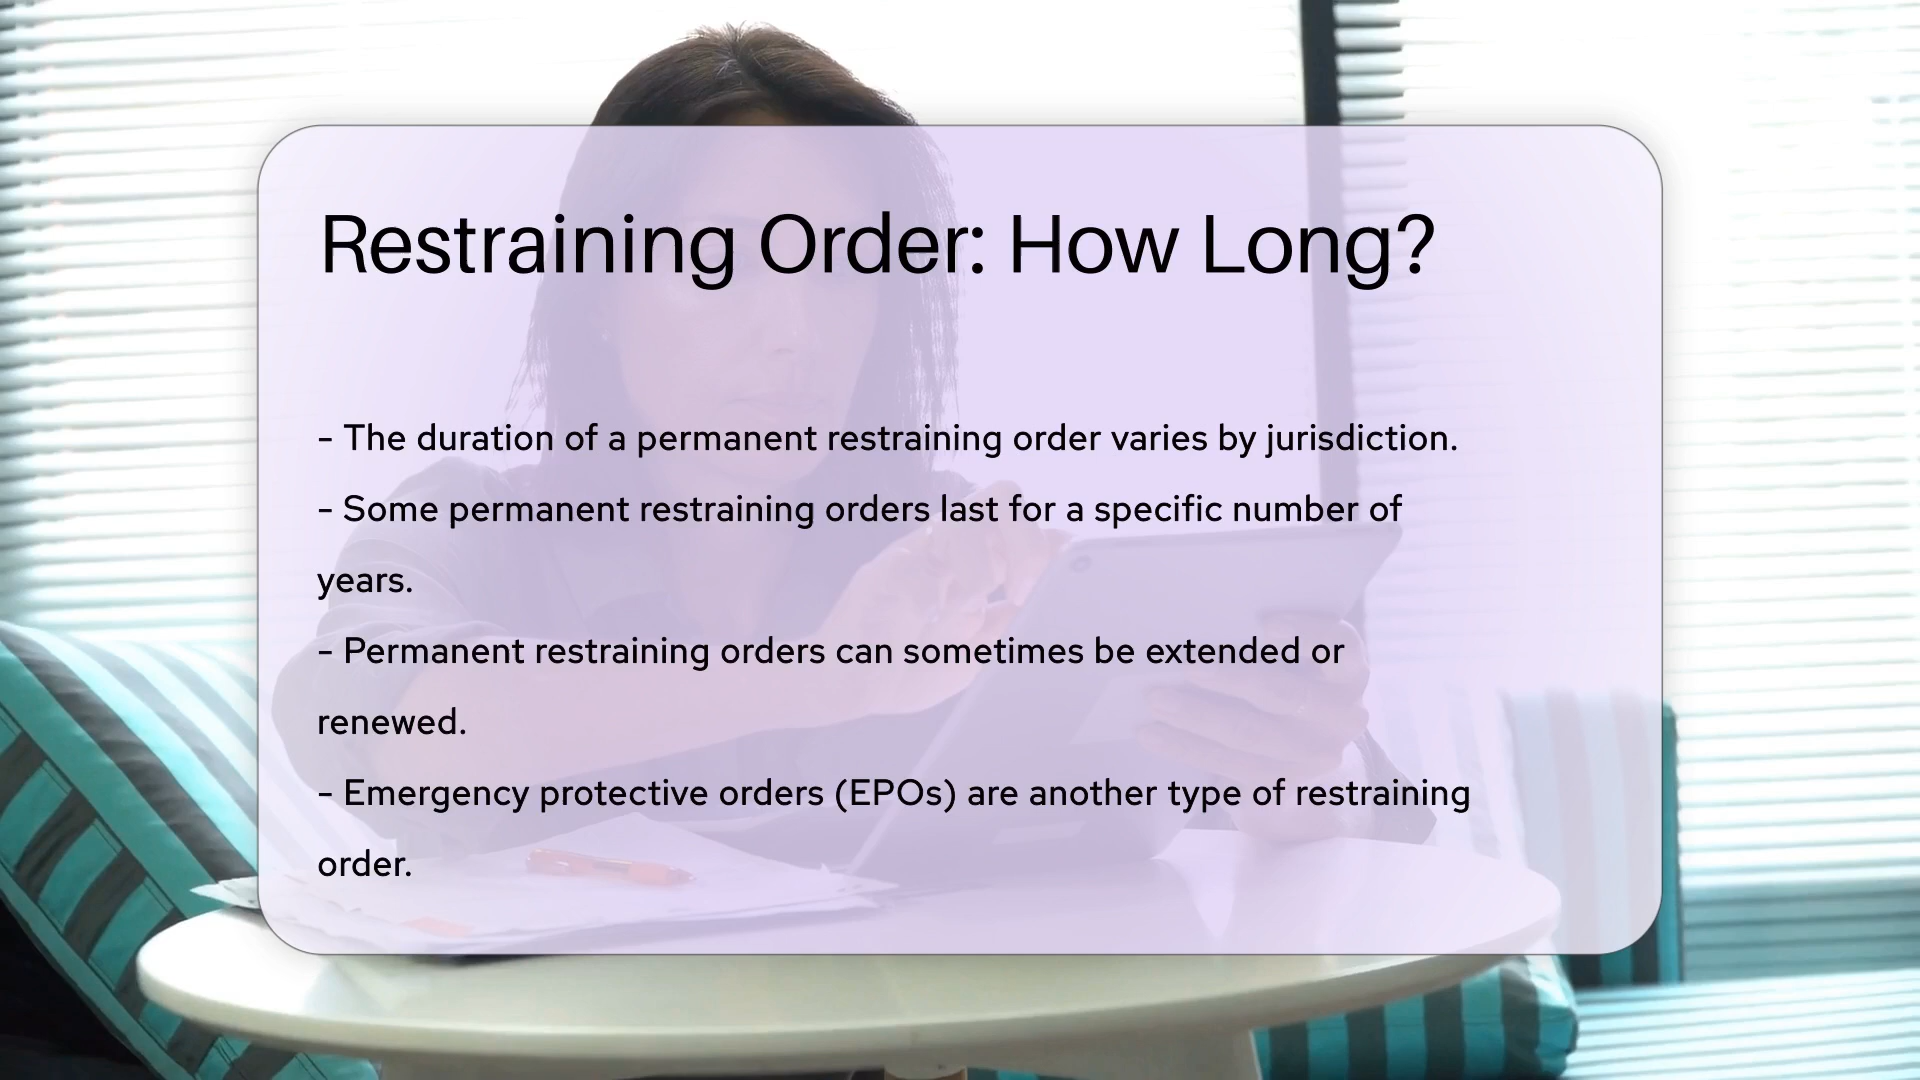 Restraining Order: How Long?
- The duration of a permanent restraining order varies by jurisdiction.
- Some permanent restraining orders last for a specific number of
years.
- Permanent restraining orders can sometimes be extended or
renewed.
- Emergency protective orders (EPOs) are another type of restraining
order.